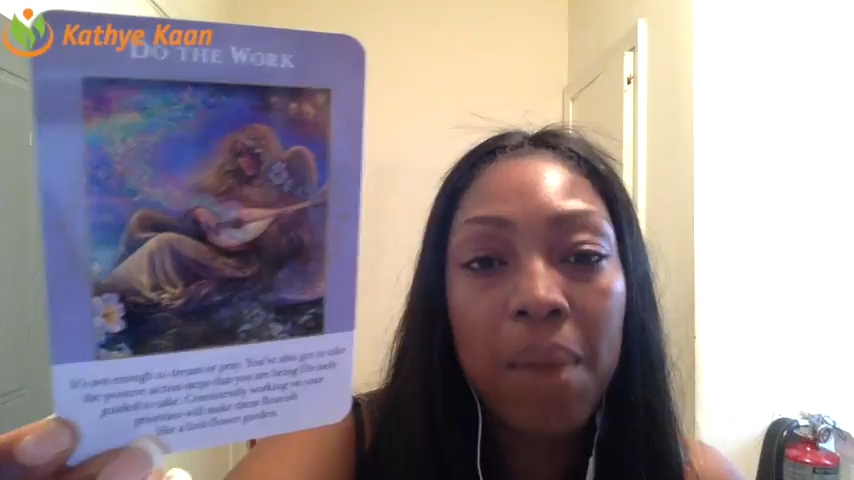 Kathye Kaan
DO THE WORK
It's not enough to dream or pray. You've also got to take
the positive action steps that you are being Divinely
guided to take. Consistently working on your
priorities will make them flourish
like a lush flower garden.